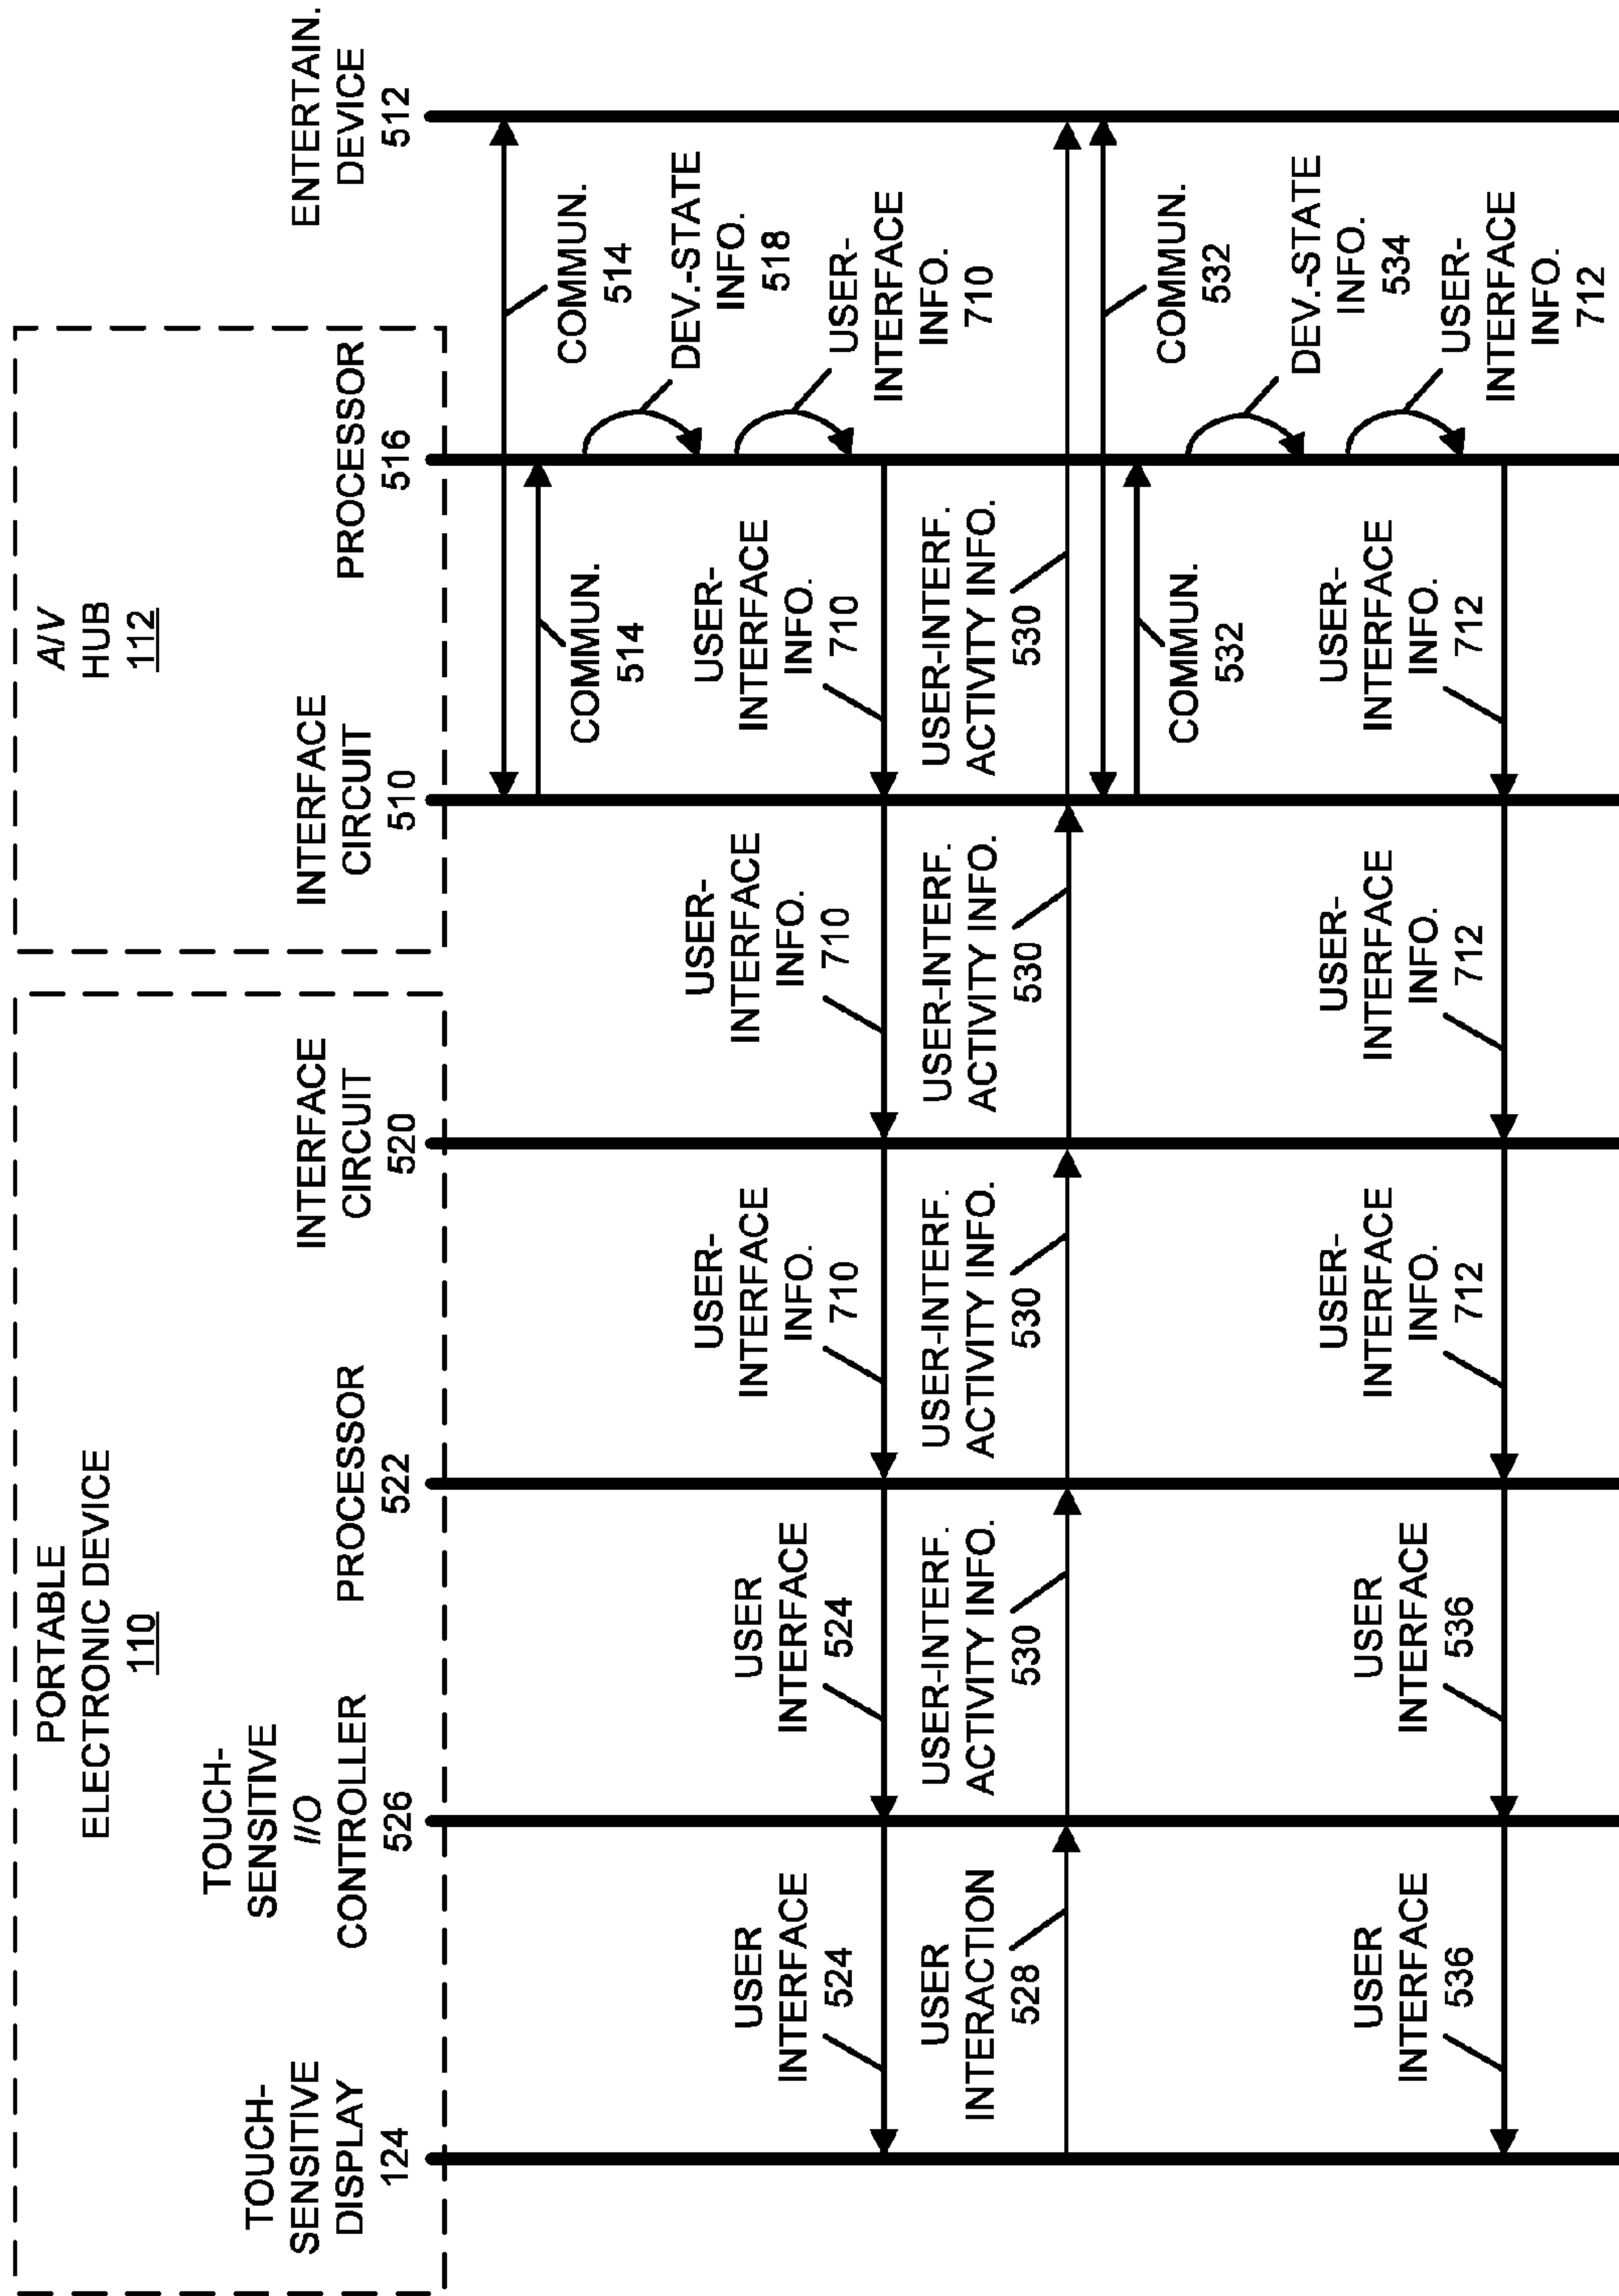 PORTABLE
ELECTRONIC DEVICE
110
A/V
HUB
112
TOUCH-
SENSITIVE
DISPLAY
124
TOUCH-
SENSITIVE
I/O
CONTROLLER
526
PROCESSOR
522
INTERFACE
CIRCUIT
520
INTERFACE
CIRCUIT
510
PROCESSOR
516
ENTERTAIN.
DEVICE
512
COMMUN.
514
COMMUN.
514
DEV.-STATE
INFO.
518
USER-
INTERFACE
INFO.
710
USER
INTERFACE
524
USER
INTERFACE
524
USER-
INTERFACE
INFO.
710
USER-
INTERFACE
INFO.
710
USER-
INTERFACE
INFO.
710
USER
INTERACTION
528
USER-INTERF.
ACTIVITY INFO.
530
USER-INTERF.
ACTIVITY INFO.
530
USER-INTERF.
ACTIVITY INFO.
530
USER-INTERF.
ACTIVITY INFO.
530
COMMUN.
532
COMMUN.
532
DEV.-STATE
INFO.
534
USER-
INTERFACE
INFO.
712
USER
INTERFACE
536
USER
INTERFACE
536
USER-
INTERFACE
INFO.
712
USER-
INTERFACE
INFO.
712
USER-
INTERFACE
INFO.
712